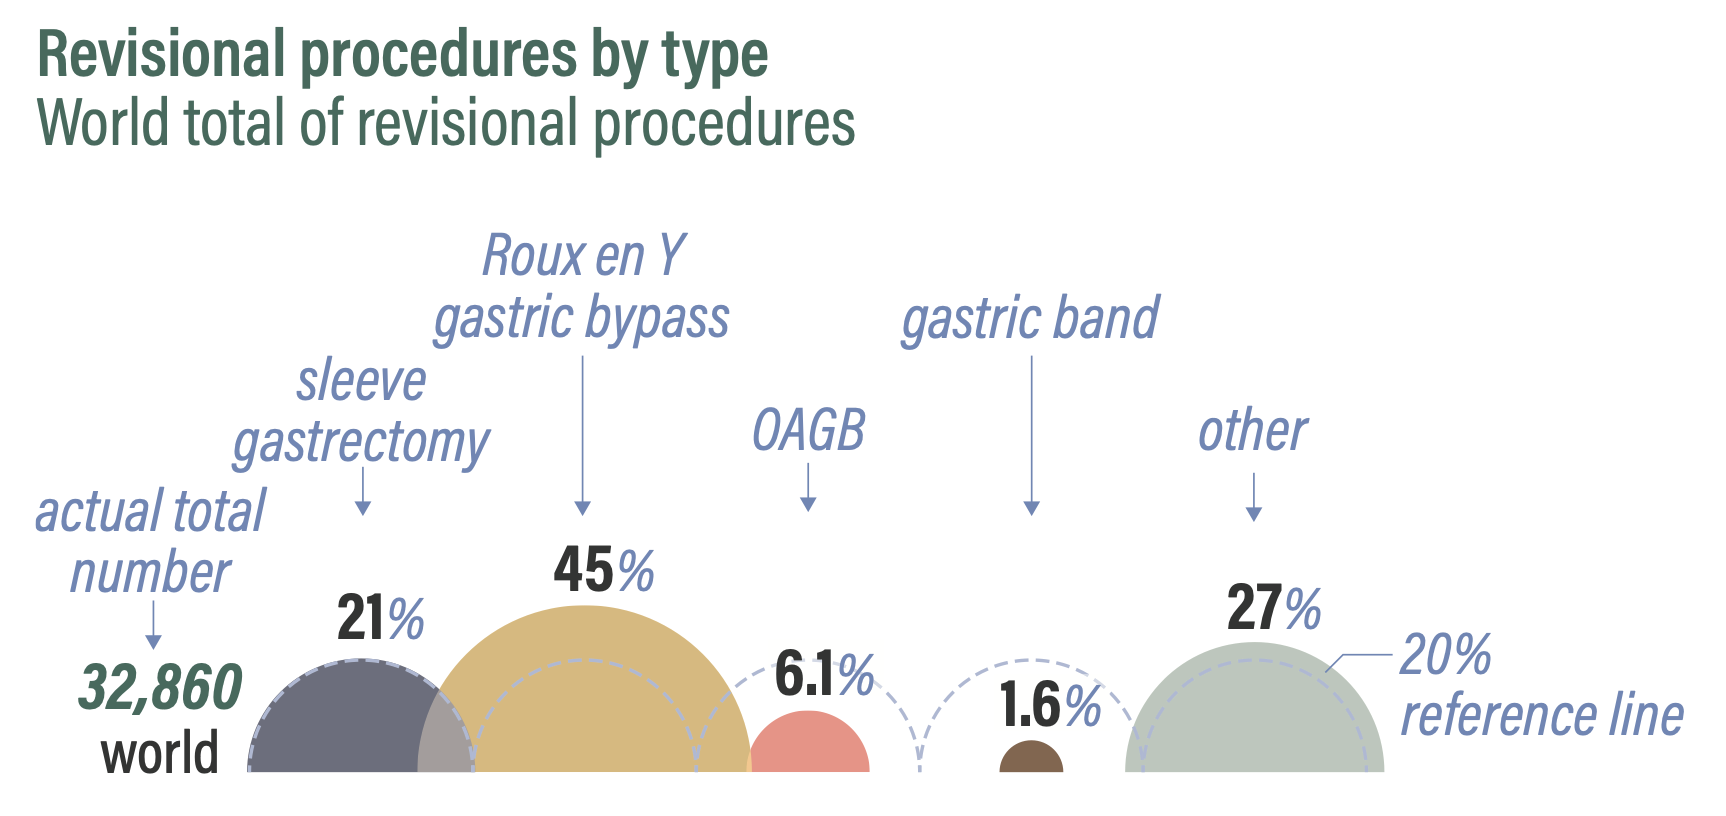 Revisional procedures by type
World total of revisional procedures
actual total
number
32,860
world
sleeve
gastrectomy
21%
Roux en Y
gastric bypass
45%
OAGB
6.1%
gastric band
1.6%
other
27%
20%
reference line